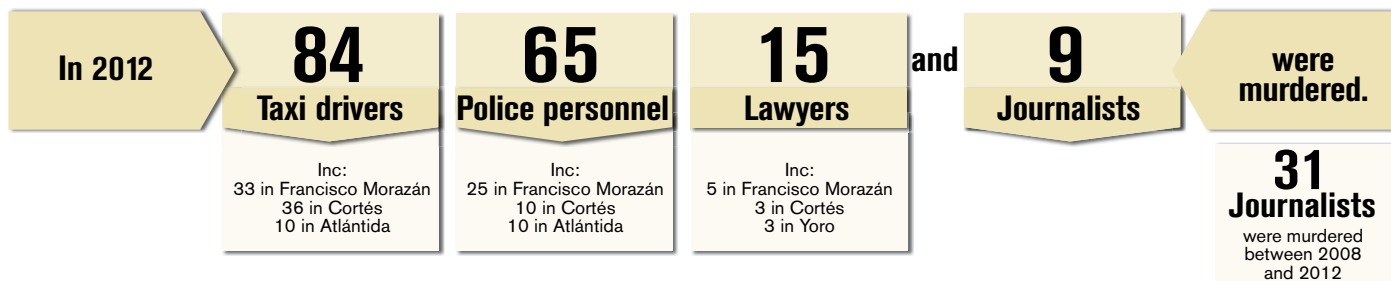 In 2012
84
Taxi drivers
Inc:
33 in Francisco Morazán
36 in Cortés
10 in Atlántida
65
Police personnel
Inc:
25 in Francisco Morazán
10 in Cortés
10 in Atlántida
15
Lawyers
Inc:
5 in Francisco Morazán
3 in Cortés
3 in Yoro
and
9
Journalists
were
murdered.
31
Journalists
were murdered
between 2008
and 2012